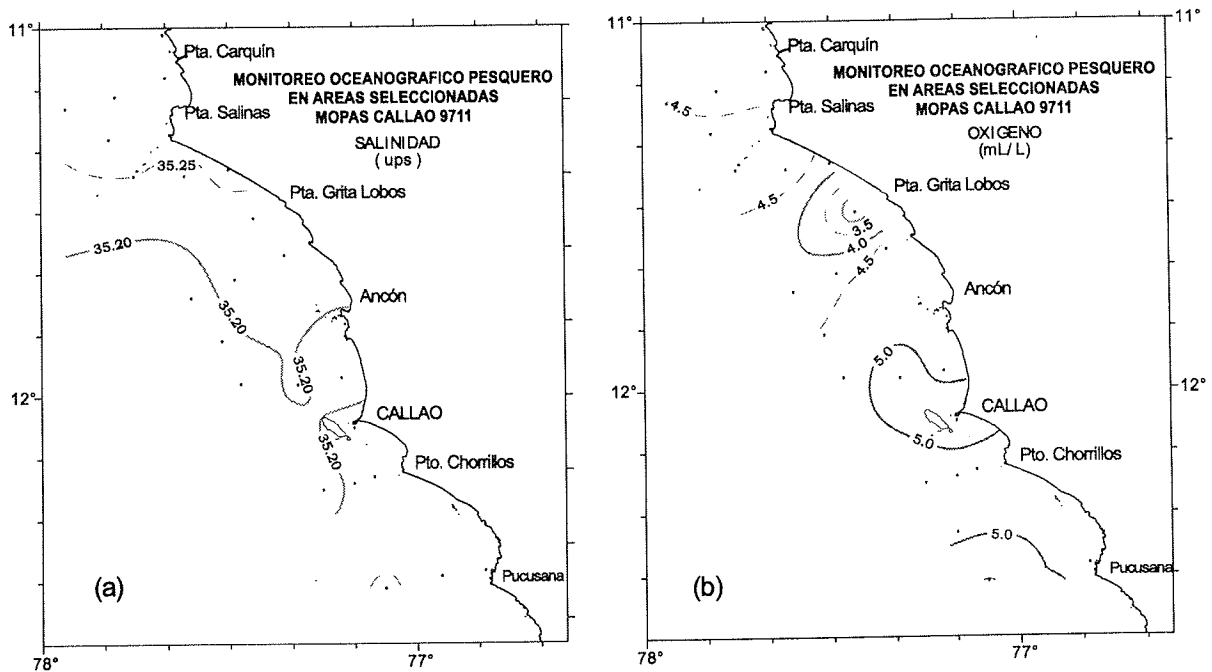 11°
Pta. Carquín
MONITOREO OCEANOGRAFICO PESQUERO
EN AREAS SELECCIONADAS
MOPAS CALLAO 9711
Pta. Salinas
SALINIDAD
( ups )
35.25
Pta. Grita Lobos
35.20
35.20
Ancón
35.20
12°
CALLAO
35.20
Pto. Chorrillos
Pucusana
(a)
78°
77°
11°
11°
Pta. Carquín
MONITOREO OCEANOGRAFICO PESQUERO
EN AREAS SELECCIONADAS
MOPAS CALLAO 9711
4.5
Pta. Salinas
OXIGENO
(mL/ L)
Pta. Grita Lobos
4.5
3.5
4.0
4.5
Ancón
5.0
12°
12°
CALLAO
5.0
Pto. Chorrillos
5.0
Pucusana
(b)
78°
77°